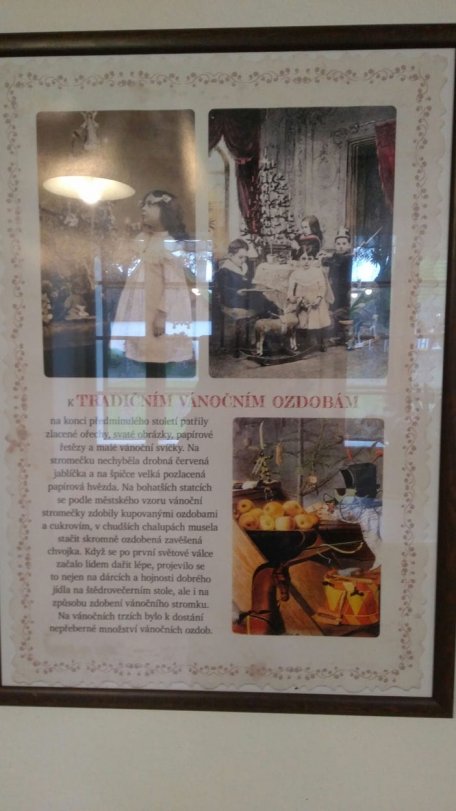 K TRADIČNÍM VÁNOČNÍM OZDOBÁM
na konci předminulého století patřily
zlacené ořechy, svaté obrázky, papírové
řetězy a malé vánoční svícky. Na
stromečku nechyběla drobná červená
jablíčka a na špičce velká pozlacená
papírová hvězda. Na bohatších statcích
se podle městského vzoru vánoční
stromečky zdobily kupovanými ozdobami
a cukrovím, v chudších chalupách musela
stačit skromně ozdobená zavěšená
chvojka. Když se po první světové válce
začalo lidem dařit lépe, projevilo se
to nejen na dárcích a hojnosti dobrého
jídla na štědrovečerním stole, ale i na
způsobu zdobení vánočního stromku.
Na vánočních trzích bylo k dostání
nepřeberné množství vánočních ozdob.